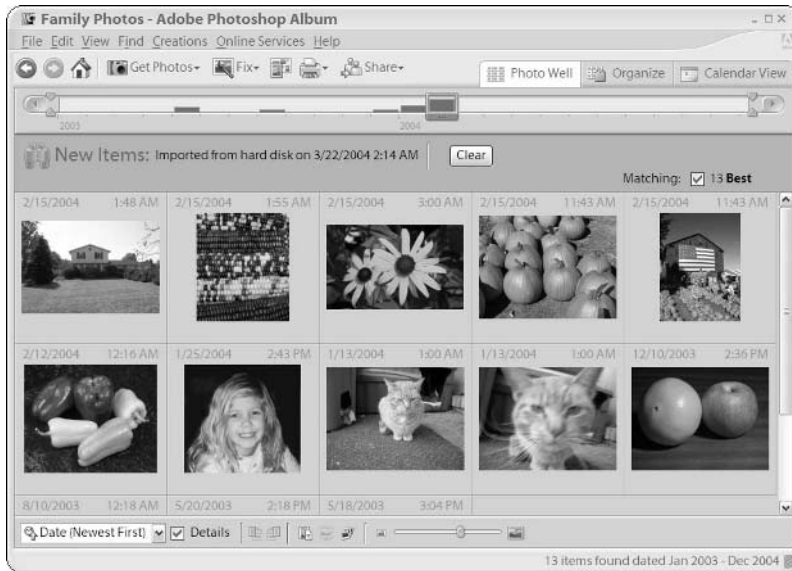 Family Photos - Adobe Photoshop Album
File Edit View Find Creations Online Services Help
Get Photos Fix Share Photo Well Organize Calendar View
2003 2004
New Items: Imported from hard disk on 3/22/2004 2:14 AM Clear
Matching: 13 Best
2/15/2004 1:48 AM 2/15/2004 1:55 AM 2/15/2004 3:00 AM 2/15/2004 11:43 AM 2/15/2004 11:43 AM
2/12/2004 12:16 AM 1/25/2004 2:43 PM 1/13/2004 1:00 AM 1/13/2004 1:00 AM 12/10/2003 2:36 PM
8/10/2003 12:18 AM 5/20/2003 2:18 PM 5/18/2003 3:04 PM
Date (Newest First) Details
13 items found dated Jan 2003 - Dec 2004